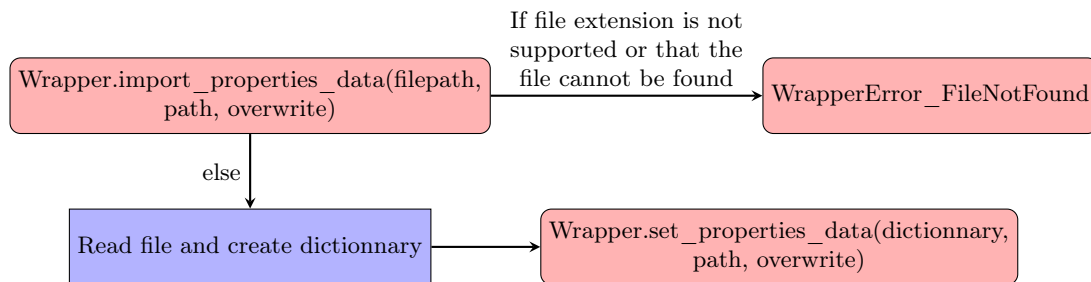 If file extension is not
supported or that the
file cannot be found
Wrapper.import_properties_data(filepath,
path, overwrite)
WrapperError_FileNotFound
else
Read file and create dictionnary
Wrapper.set_properties_data(dictionnary,
path, overwrite)